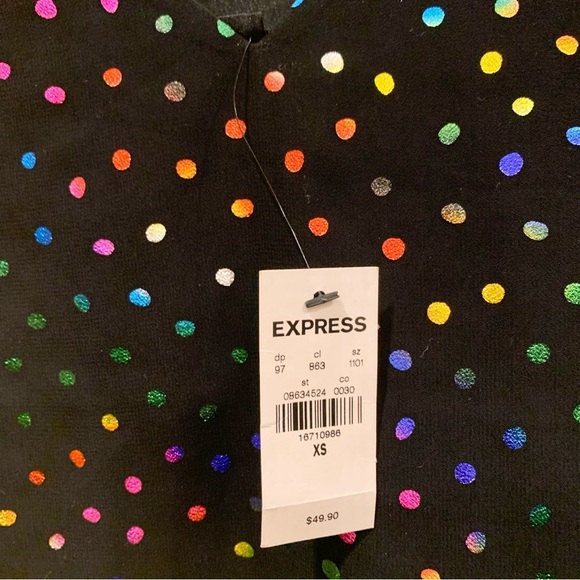 EXPRESS
dp cl sz
97 863 1101
st co
08634524 0030
16710986
XS
$49.90